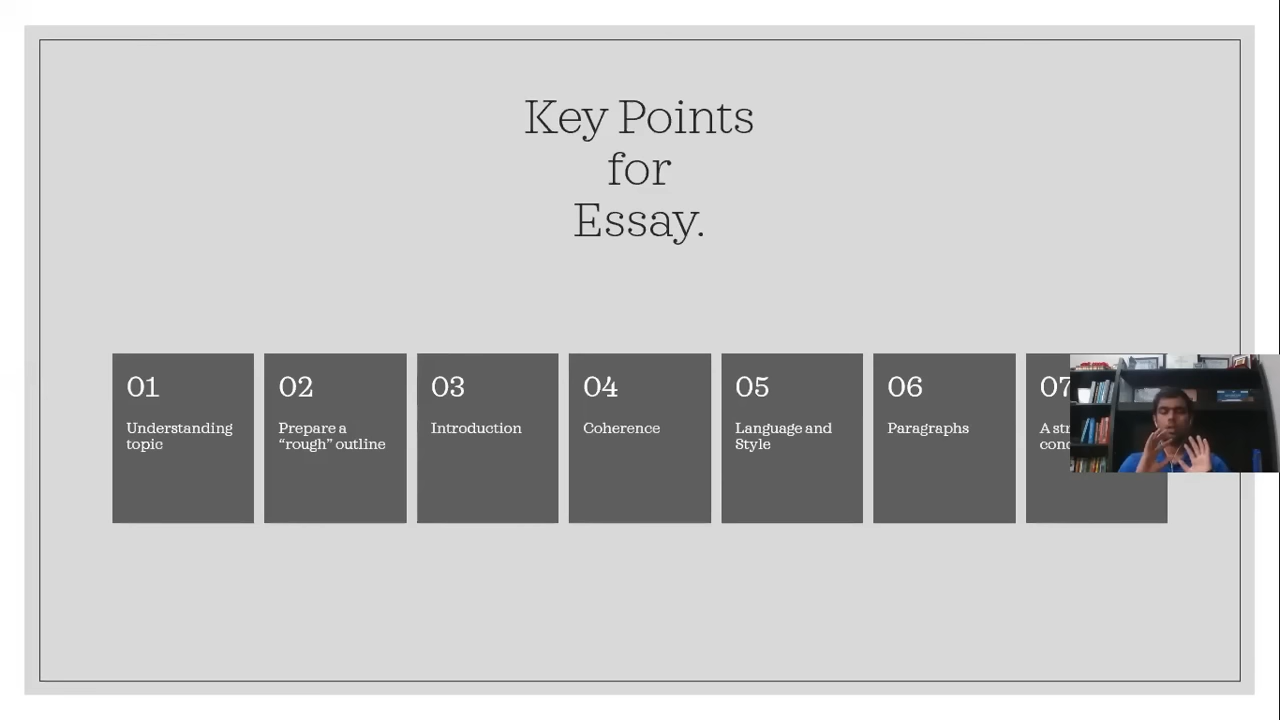 Key Points
for
Essay.
01
Understanding
topic
02
Prepare a
“rough” outline
03
Introduction
04
Coherence
05
Language and
Style
06
Paragraphs
07
A